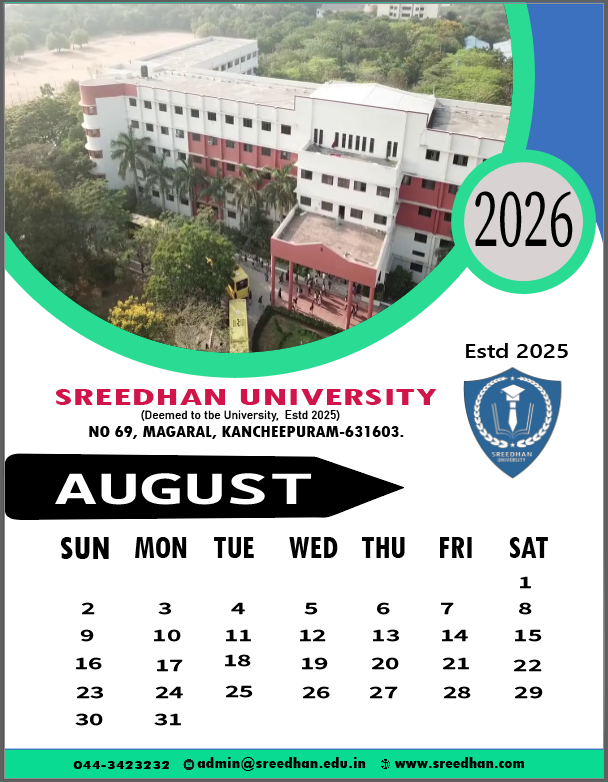 2026
Estd 2025
SREEDHAN
UNIVERSITY
SREEDHAN UNIVERSITY
(Deemed to tbe University, Estd 2025)
NO 69, MAGARAL, KANCHEEPURAM-631603.
AUGUST
SUN MON TUE WED THU FRI SAT
1
2 3 4 5 6 7 8
9 10 11 12 13 14 15
16 17 18 19 20 21 22
23 24 25 26 27 28 29
30 31
044-3423232 admin@sreedhan.edu.in www.sreedhan.com